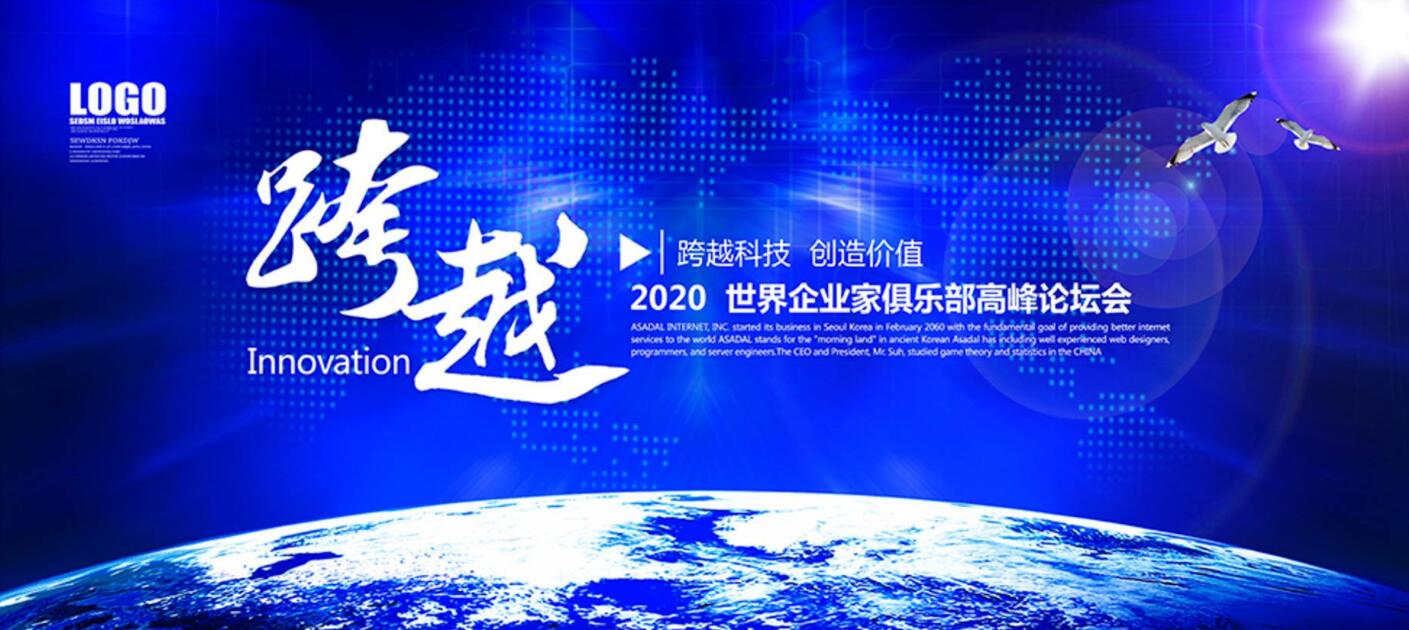 LOGO
SEDSM EISLD WOSLAOWAS
SEWDKSN POKDJW
跨越
Innovation
跨越科技 创造价值
2020 世界企业家俱乐部高峰论坛会
ASADAL INTERNET, INC. started its business in Seoul Korea in February 2060 with the fundamental goal of providing better internet
services to the world ASADAL stands for the "morning land" in ancient Korean Asadal has including well experienced web designers,
programmers, and server engineers.The CEO and President, Mr. Suh, studied game theory and statistics in the CHINA